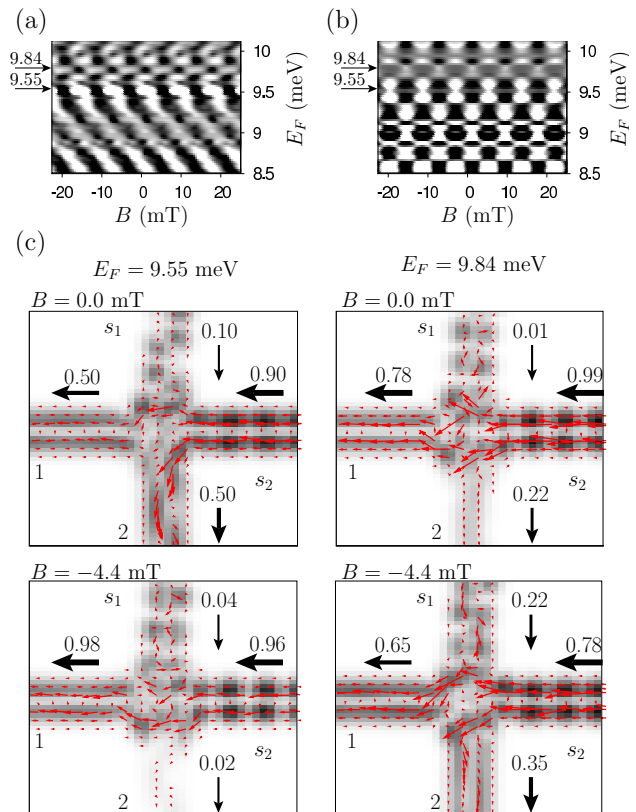 (a)
(b)
9.84
9.55
10
9.5
9
8.5
E_F (meV)
-20 -10 0 10 20
B (mT)
9.84
9.55
10
9.5
9
8.5
E_F (meV)
-20 -10 0 10 20
B (mT)
(c)
E_F = 9.55 meV
E_F = 9.84 meV
B = 0.0 mT
s_1
0.10
0.50
0.90
1
s_2
2
0.50
B = 0.0 mT
s_1
0.01
0.78
0.99
1
s_2
2
0.22
B = −4.4 mT
s_1
0.04
0.98
0.96
1
s_2
2
0.02
B = −4.4 mT
s_1
0.22
0.65
0.78
1
s_2
2
0.35